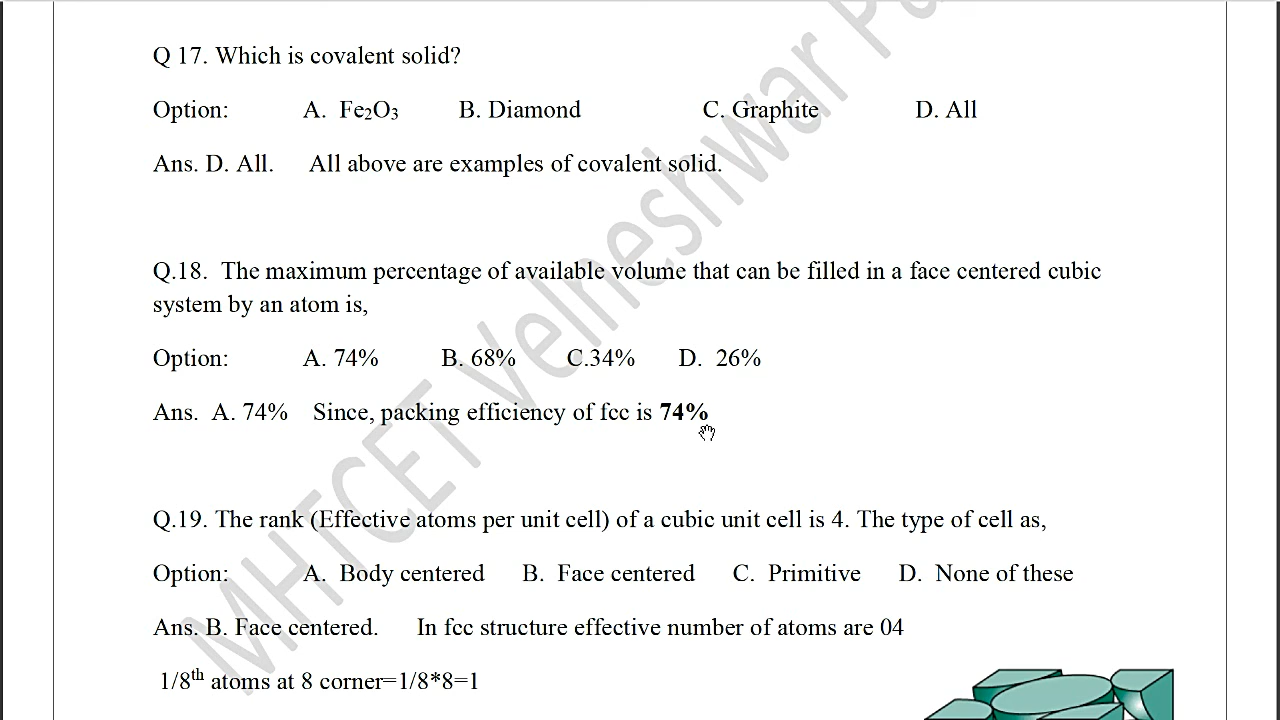 Q 17. Which is covalent solid?
Option: A. Fe₂O₃ B. Diamond C. Graphite D. All
Ans. D. All. All above are examples of covalent solid.
Q.18. The maximum percentage of available volume that can be filled in a face centered cubic
system by an atom is,
Option: A. 74% B. 68% C.34% D. 26%
Ans. A. 74% Since, packing efficiency of fcc is 74%
Q.19. The rank (Effective atoms per unit cell) of a cubic unit cell is 4. The type of cell as,
Option: A. Body centered B. Face centered C. Primitive D. None of these
Ans. B. Face centered. In fcc structure effective number of atoms are 04
1/8ᵗʰ atoms at 8 corner=1/8*8=1
MHTCET Velneshwar